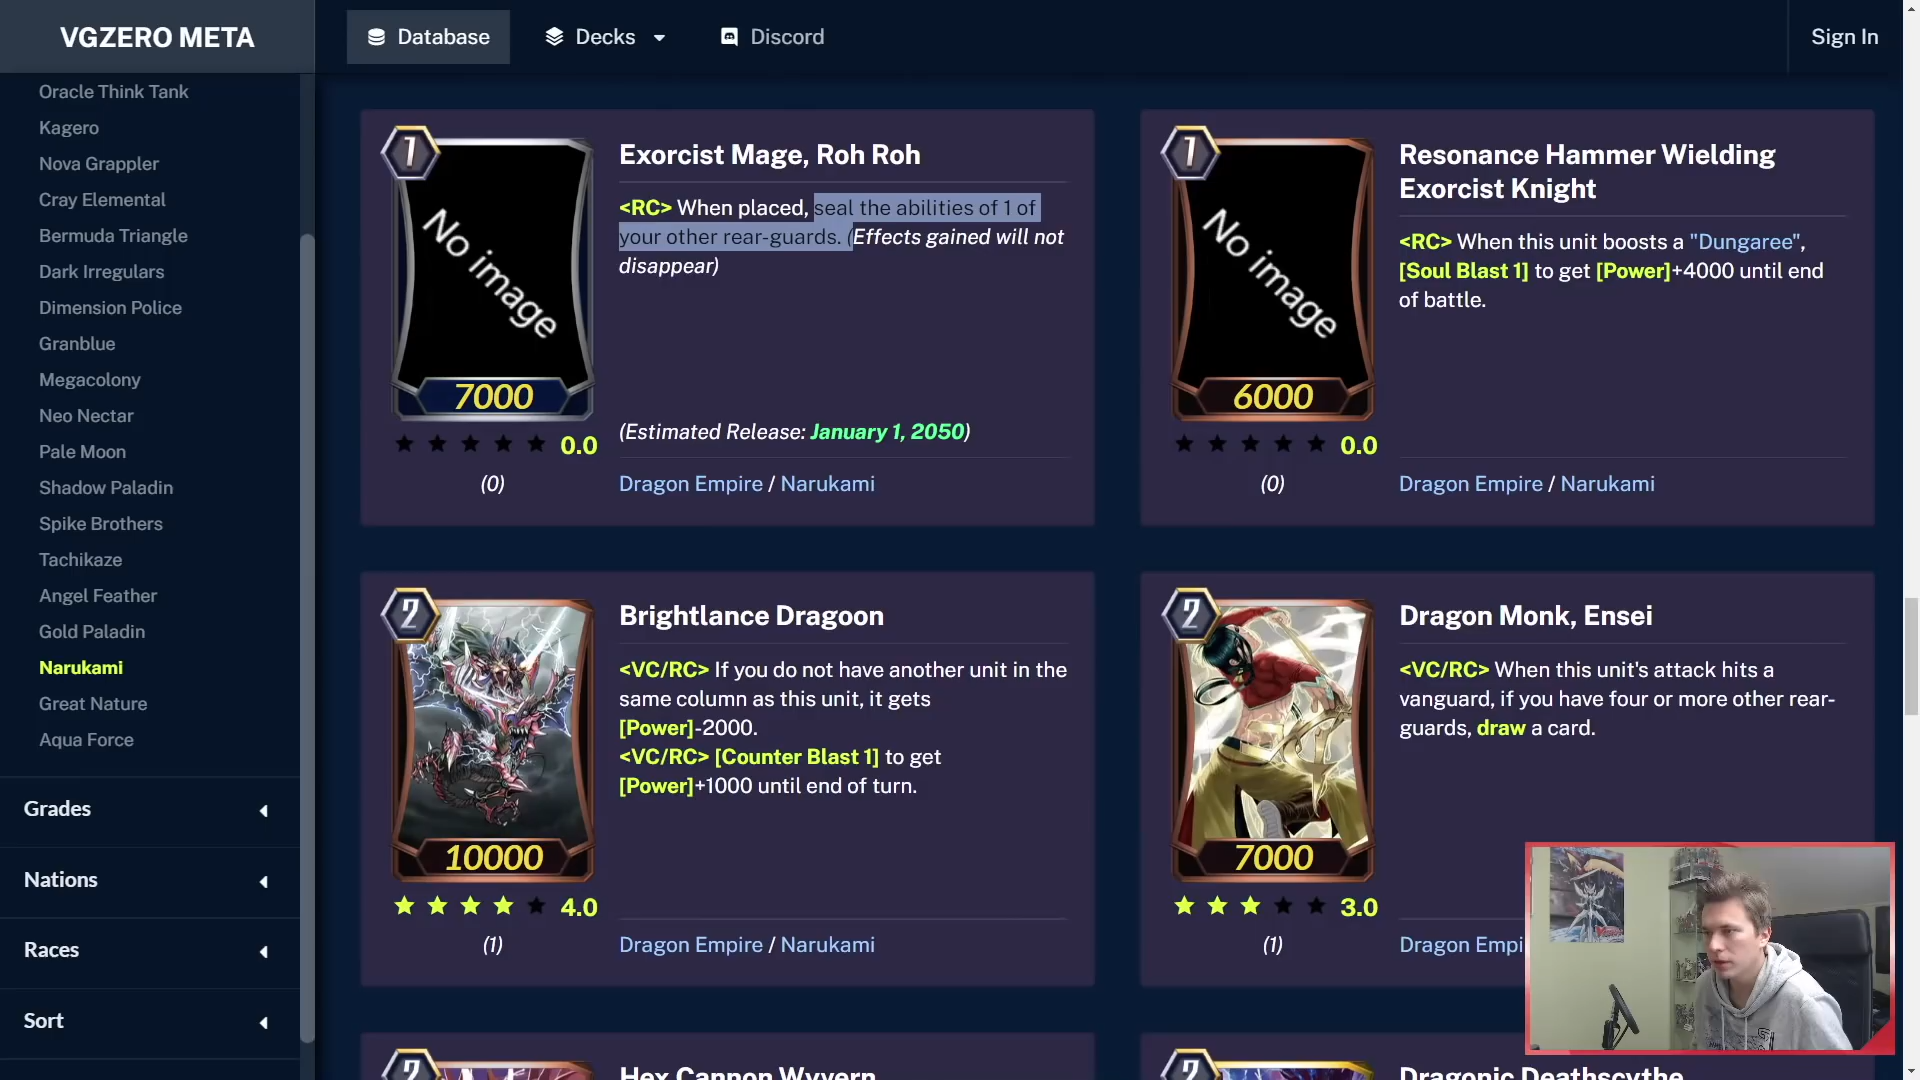 VGZERO META
Database
Decks
Discord
Sign In
Oracle Think Tank
Kagero
Nova Grappler
Cray Elemental
Bermuda Triangle
Dark Irregulars
Dimension Police
Granblue
Megacolony
Neo Nectar
Pale Moon
Shadow Paladin
Spike Brothers
Tachikaze
Angel Feather
Gold Paladin
Narukami
Great Nature
Aqua Force
Grades
Nations
Races
Sort
1
No image
7000
0.0
(0)
Exorcist Mage, Roh Roh
<RC> When placed, seal the abilities of 1 of
your other rear-guards. (Effects gained will not
disappear)
(Estimated Release: January 1, 2050)
Dragon Empire / Narukami
1
No image
6000
0.0
(0)
Resonance Hammer Wielding
Exorcist Knight
<RC> When this unit boosts a "Dungaree",
[Soul Blast 1] to get [Power]+4000 until end
of battle.
Dragon Empire / Narukami
2
10000
4.0
(1)
Brightlance Dragoon
<VC/RC> If you do not have another unit in the
same column as this unit, it gets
[Power]-2000.
<VC/RC> [Counter Blast 1] to get
[Power]+1000 until end of turn.
Dragon Empire / Narukami
2
7000
3.0
(1)
Dragon Monk, Ensei
<VC/RC> When this unit's attack hits a
vanguard, if you have four or more other rear-
guards, draw a card.
Dragon Empi
2
Hex Cannon Wyvern
2
Dragonic Deathscythe